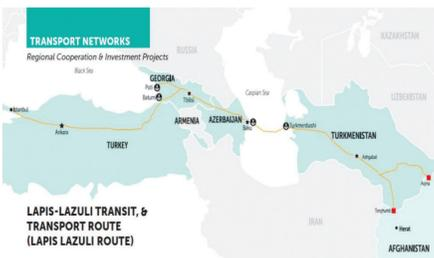 TRANSPORT NETWORKS
Regional Cooperation & Investment Projects
RUSSIA
KAZAKHSTAN
Black Sea
GEORGIA
Caspian Sea
UZBEKISTAN
Poti
Tbilisi
Batumi
Istanbul
ARMENIA
AZERBAIJAN
Baku
Turkmenbashi
Ankara
TURKMENISTAN
TURKEY
Ashgabat
Aqina
LAPIS-LAZULI TRANSIT, &
TRANSPORT ROUTE
(LAPIS LAZULI ROUTE)
Torghundi
IRAN
Herat
AFGHANISTAN